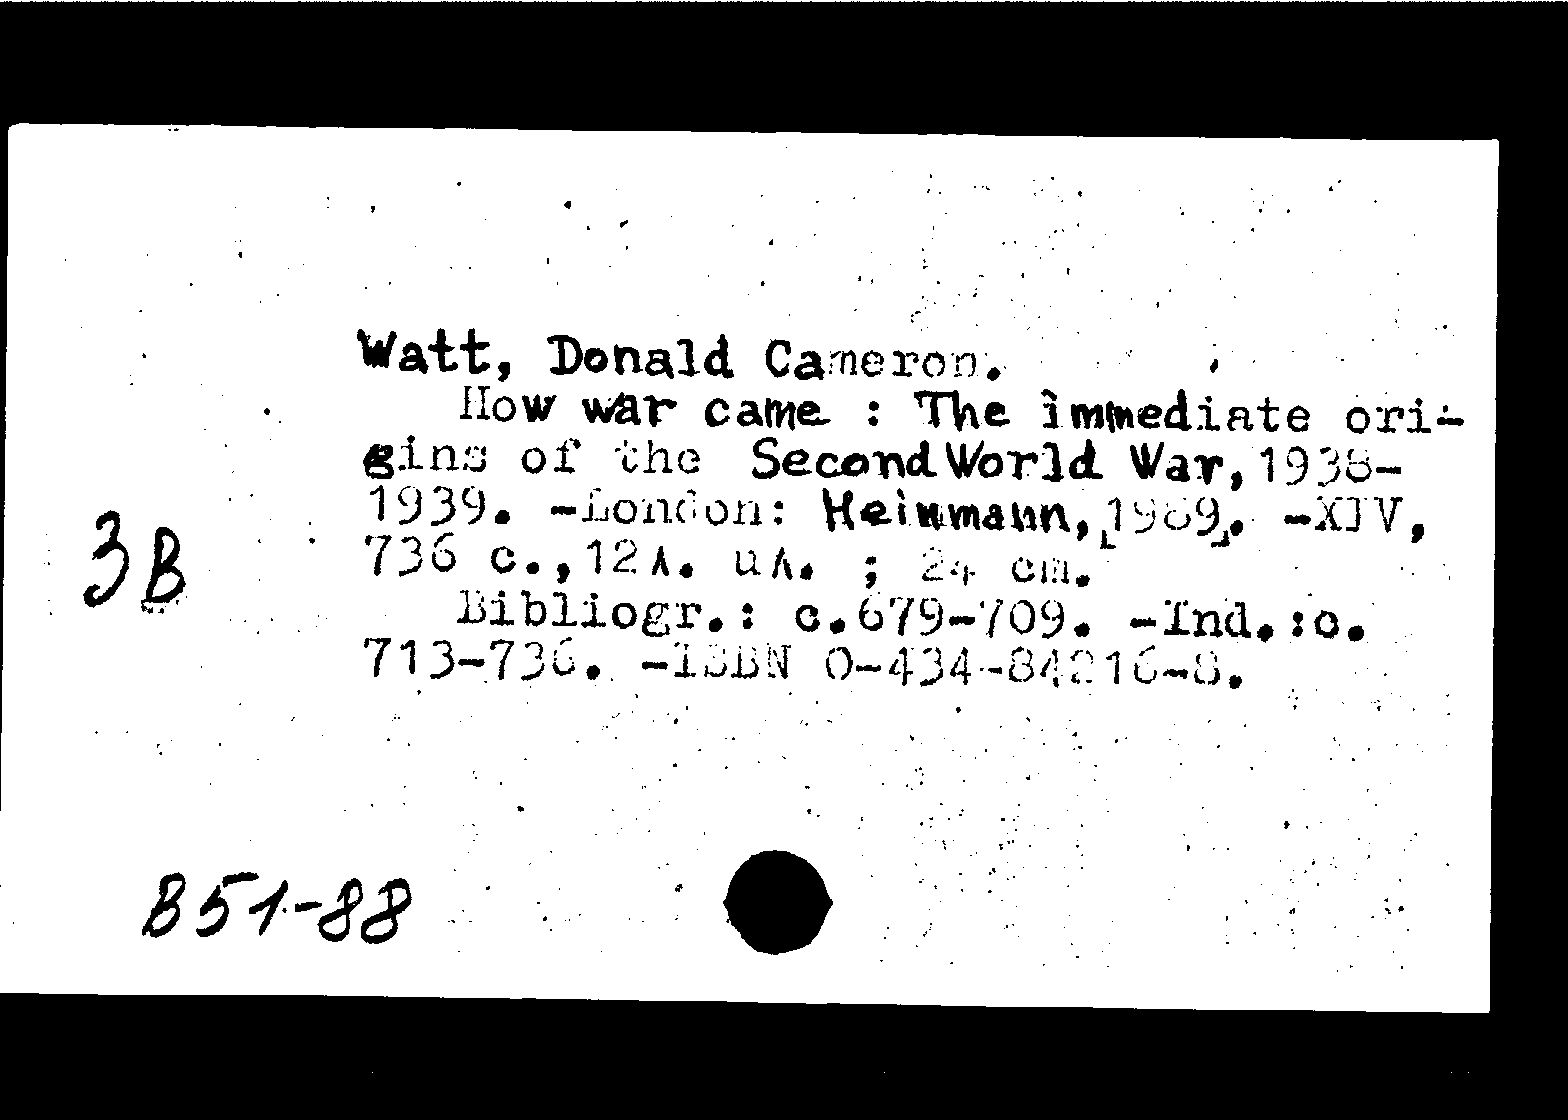 Watt, Donald Cameron.
How war came : The immediate ori-
gins of the Second World War, 1938-
1939. -London: Heinmann, [1989]. -XIV,
736 с., 12 л. ил. ; 24 cm.
3B
Bibliogr.: c.679-709. -Ind.:c.
713-736. -ISBN 0-434-84216-8.
B51-88